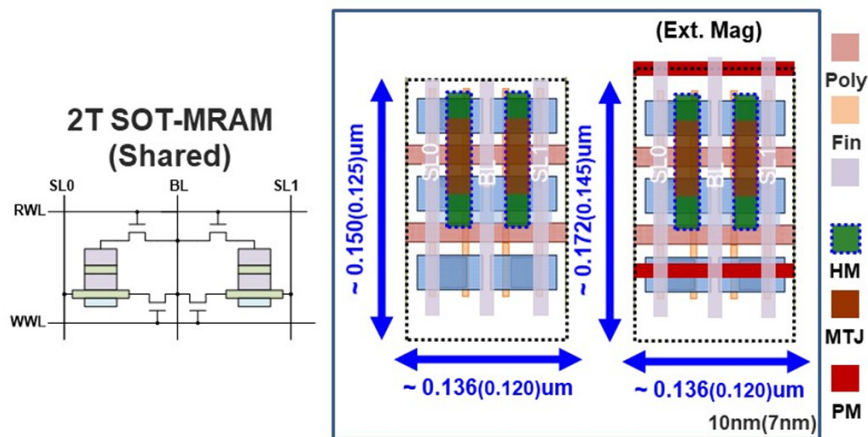 2T SOT-MRAM
(Shared)
SL0 BL SL1
RWL
WWL
(Ext. Mag)
~ 0.150(0.125)um
SL0 BL SL1
~ 0.136(0.120)um
~ 0.172(0.145)um
SL0 BL SL1
~ 0.136(0.120)um
10nm(7nm)
Poly
Fin
HM
MTJ
PM